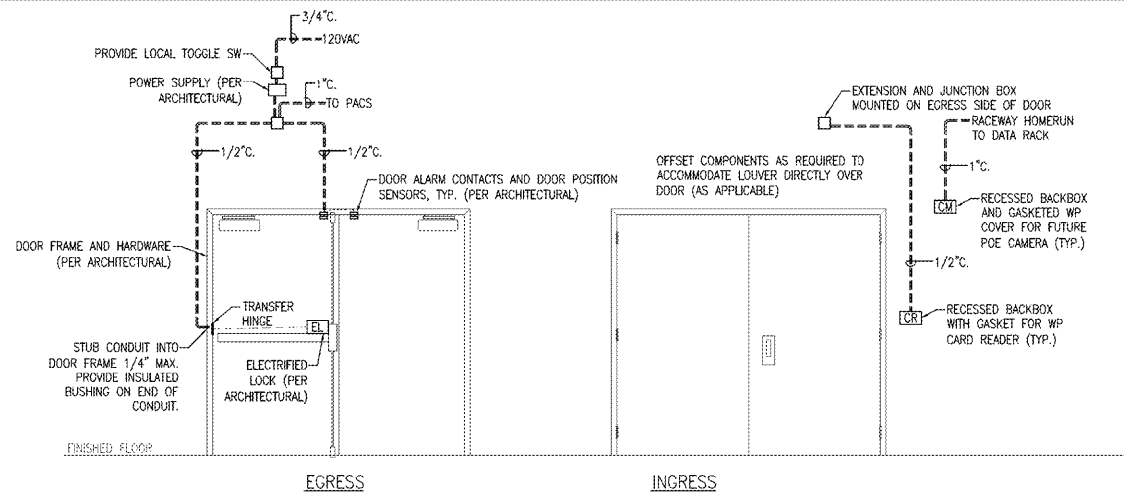 3/4"C.
120VAC
PROVIDE LOCAL TOGGLE SW
POWER SUPPLY (PER
ARCHITECTURAL)
1"C.
TO PACS
1/2"C.
1/2"C.
DOOR ALARM CONTACTS AND DOOR POSITION
SENSORS, TYP. (PER ARCHITECTURAL)
DOOR FRAME AND HARDWARE
(PER ARCHITECTURAL)
TRANSFER
HINGE
EL
STUB CONDUIT INTO
DOOR FRAME 1/4" MAX.
PROVIDE INSULATED
BUSHING ON END OF
CONDUIT.
ELECTRIFIED
LOCK (PER
ARCHITECTURAL)
FINISHED FLOOR
EGRESS
EXTENSION AND JUNCTION BOX
MOUNTED ON EGRESS SIDE OF DOOR
RACEWAY HOMERUN
TO DATA RACK
OFFSET COMPONENTS AS REQUIRED TO
ACCOMMODATE LOUVER DIRECTLY OVER
DOOR (AS APPLICABLE)
1"C.
CM
RECESSED BACKBOX
AND GASKETED WP
COVER FOR FUTURE
POE CAMERA (TYP.)
1/2"C.
CR
RECESSED BACKBOX
WITH GASKET FOR WP
CARD READER (TYP.)
INGRESS